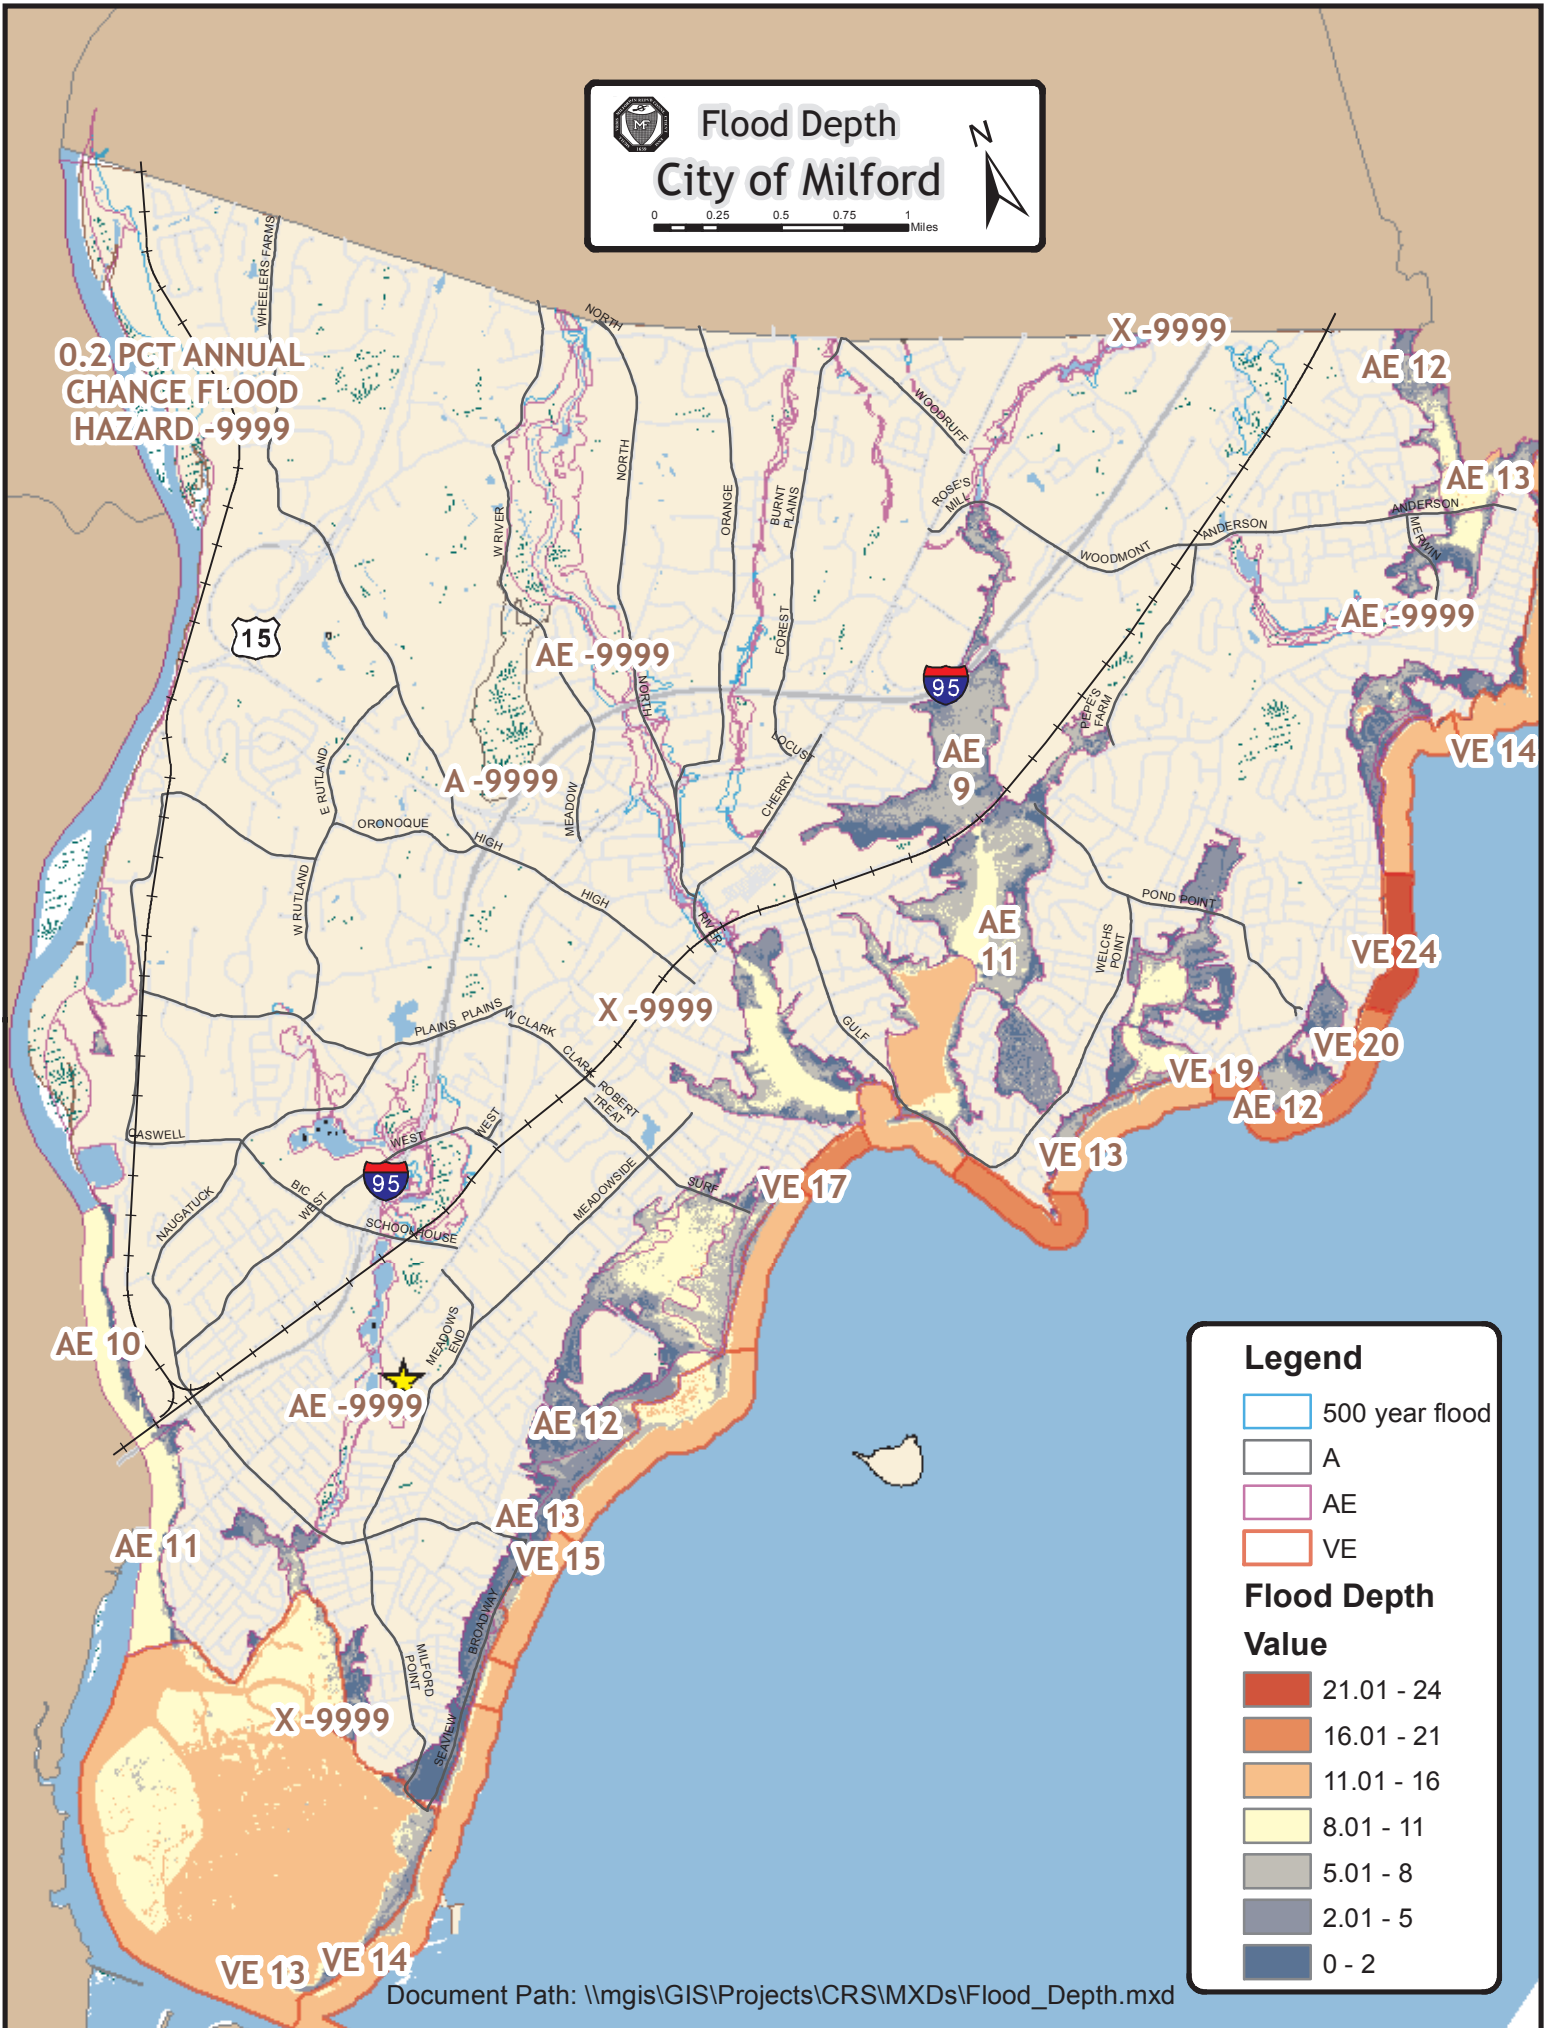 Flood Depth
City of Milford
N
0 0.25 0.5 0.75 1
Miles
MF
1639
WHEELERS FARMS
NORTH
X -9999
0.2 PCT ANNUAL
CHANCE FLOOD
HAZARD -9999
AE 12
WOODRUFF
NORTH
ORANGE
BURNT
PLAINS
ROSE'S
MILL
AE 13
ANDERSON
ANDERSON
MERWIN
W RIVER
WOODMONT
15
FOREST
AE -9999
AE -9999
NORTH
95
PEPE'S
FARM
LOCUST
VE 14
E RUTLAND
A -9999
MEADOW
CHERRY
AE
9
ORONOQUE
HIGH
HIGH
W RUTLAND
RIVER
POND POINT
AE
11
WELCHS
POINT
VE 24
PLAINS
PLAINS
W CLARK
X -9999
GULF
CLARK
VE 20
ROBERT
TREAT
VE 19
AE 12
CASWELL
WEST
WEST
95
VE 13
BIC
WEST
NAUGATUCK
MEADOWSIDE
SURF
VE 17
SCHOOLHOUSE
AE 10
MEADOWS
END
AE -9999
AE 12
AE 13
AE 11
VE 15
BROADWAY
MILFORD
POINT
X -9999
SEAVIEW
VE 13
VE 14
Legend
500 year flood
A
AE
VE
Flood Depth
Value
21.01 - 24
16.01 - 21
11.01 - 16
8.01 - 11
5.01 - 8
2.01 - 5
0 - 2
Document Path: \\mgis\GIS\Projects\CRS\MXDs\Flood_Depth.mxd